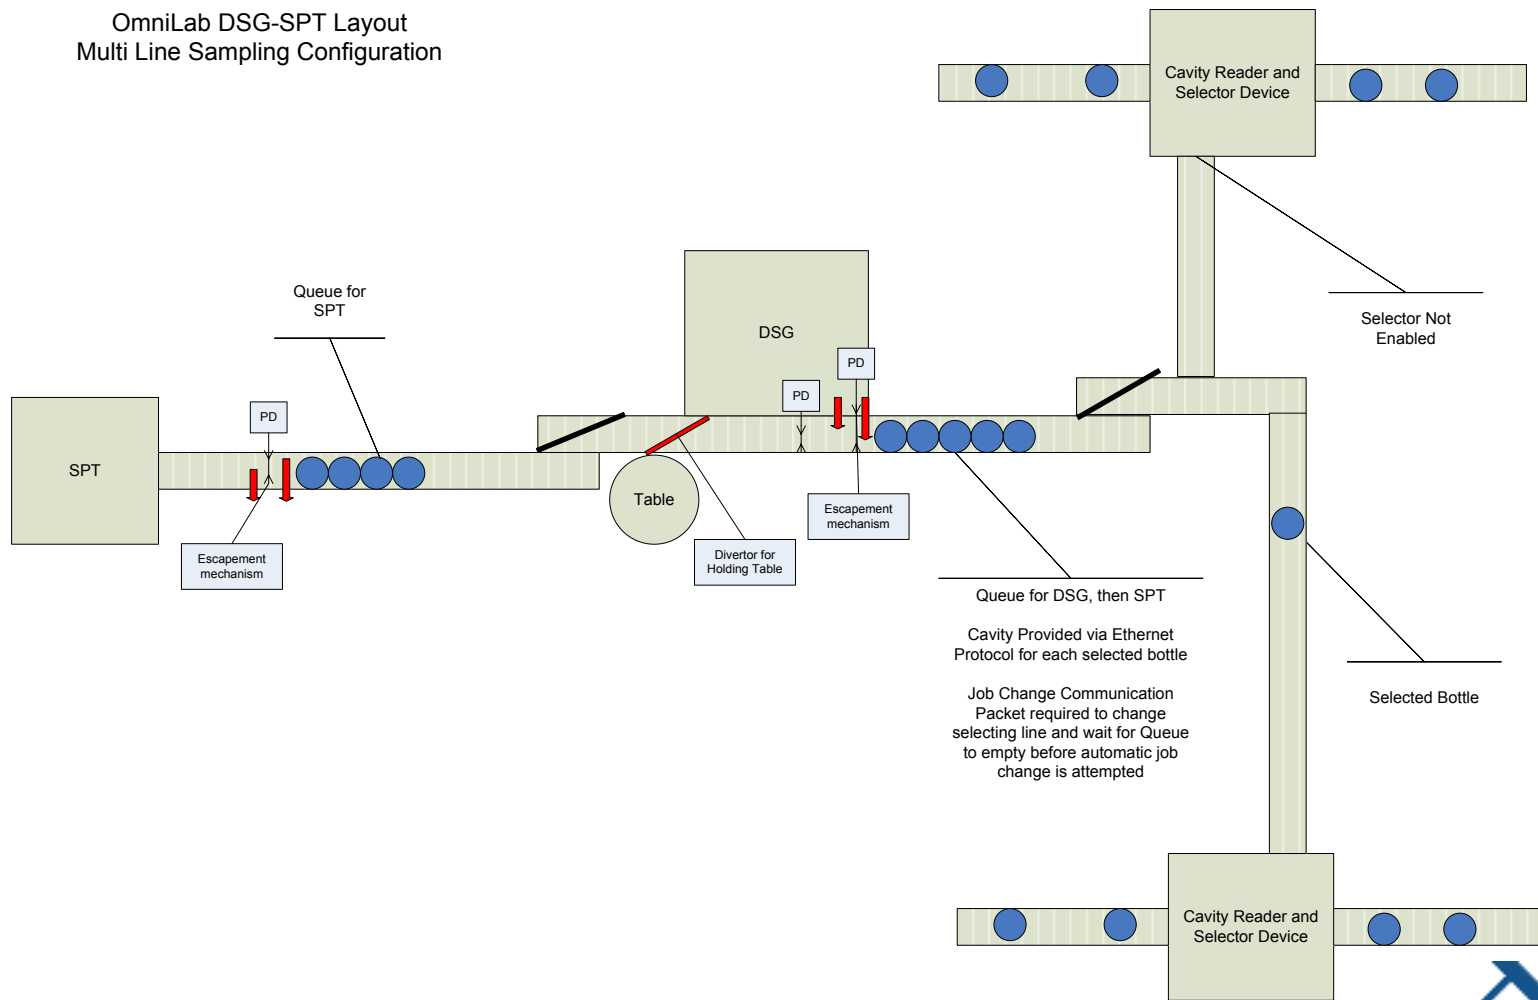 OmniLab DSG-SPT Layout
Multi Line Sampling Configuration
Cavity Reader and
Selector Device
Queue for
SPT
Selector Not
Enabled
DSG
PD
PD
PD
SPT
Table
Escapement
mechanism
Escapement
mechanism
Divertor for
Holding Table
Queue for DSG, then SPT
Cavity Provided via Ethernet
Protocol for each selected bottle
Job Change Communication
Packet required to change
selecting line and wait for Queue
to empty before automatic job
change is attempted
Selected Bottle
Cavity Reader and
Selector Device